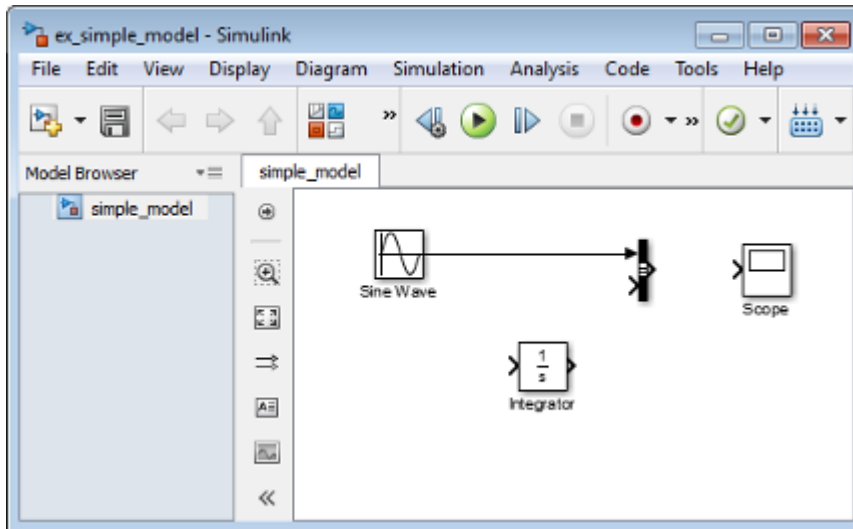 ex_simple_model - Simulink
File Edit View Display Diagram Simulation Analysis Code Tools Help
Model Browser
simple_model
simple_model
Sine Wave
Scope
1
s
Integrator